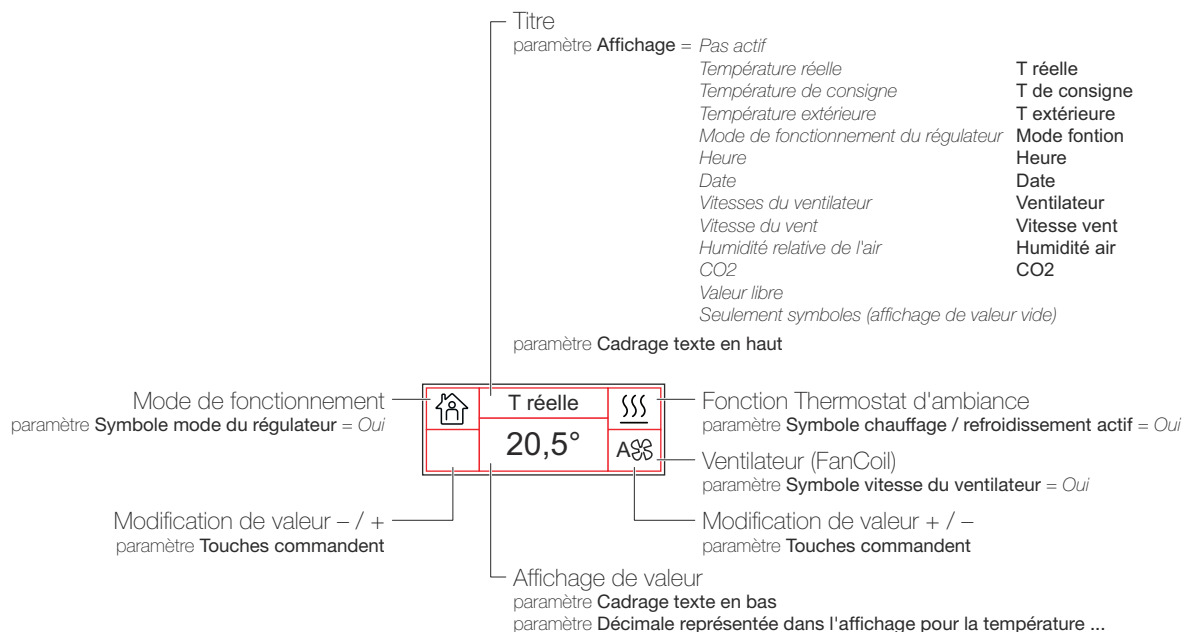 Titre
paramètre Affichage = Pas actif
Température réelle T réelle
Température de consigne T de consigne
Température extérieure T extérieure
Mode de fonctionnement du régulateur Mode fontion
Heure Heure
Date Date
Vitesses du ventilateur Ventilateur
Vitesse du vent Vitesse vent
Humidité relative de l'air Humidité air
CO2 CO2
Valeur libre
Seulement symboles (affichage de valeur vide)
paramètre Cadrage texte en haut
Mode de fonctionnement
paramètre Symbole mode du régulateur = Oui
T réelle
20,5°
A
Fonction Thermostat d'ambiance
paramètre Symbole chauffage / refroidissement actif = Oui
Ventilateur (FanCoil)
paramètre Symbole vitesse du ventilateur = Oui
Modification de valeur – / +
paramètre Touches commandent
Modification de valeur + / –
paramètre Touches commandent
Affichage de valeur
paramètre Cadrage texte en bas
paramètre Décimale représentée dans l'affichage pour la température ...